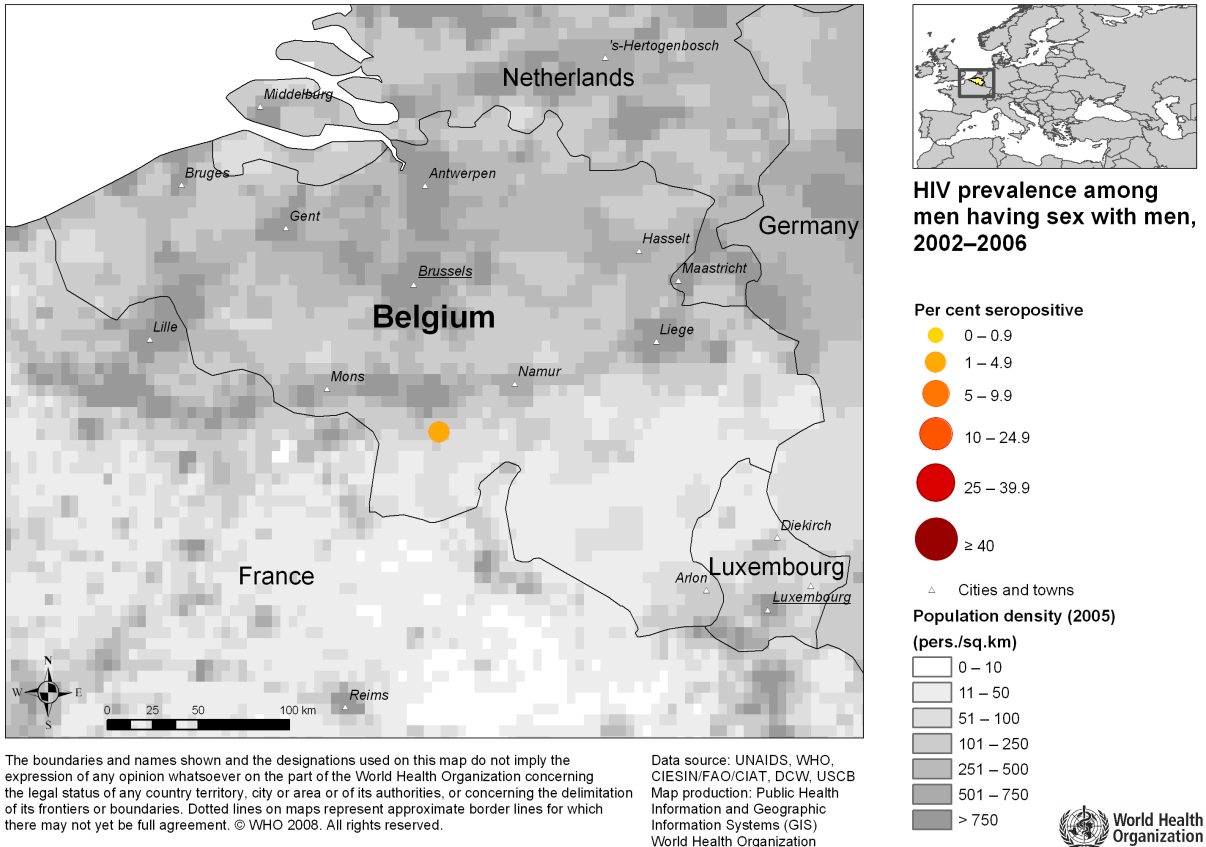 's-Hertogenbosch
Netherlands
Middelburg
Bruges
Antwerpen
Gent
Germany
Hasselt
Maastricht
Brussels
Belgium
Lille
Liege
Mons
Namur
Diekirch
France
Luxembourg
Arlon
Luxembourg
N
W E
S
Reims
0 25 50 100 km
HIV prevalence among
men having sex with men,
2002–2006
Per cent seropositive
0 – 0.9
1 – 4.9
5 – 9.9
10 – 24.9
25 – 39.9
≥ 40
Cities and towns
Population density (2005)
(pers./sq.km)
0 – 10
11 – 50
51 – 100
101 – 250
251 – 500
501 – 750
> 750
The boundaries and names shown and the designations used on this map do not imply the
expression of any opinion whatsoever on the part of the World Health Organization concerning
the legal status of any country territory, city or area or of its authorities, or concerning the delimitation
of its frontiers or boundaries. Dotted lines on maps represent approximate border lines for which
there may not yet be full agreement. © WHO 2008. All rights reserved.
Data source: UNAIDS, WHO,
CIESIN/FAO/CIAT, DCW, USCB
Map production: Public Health
Information and Geographic
Information Systems (GIS)
World Health Organization
World Health
Organization